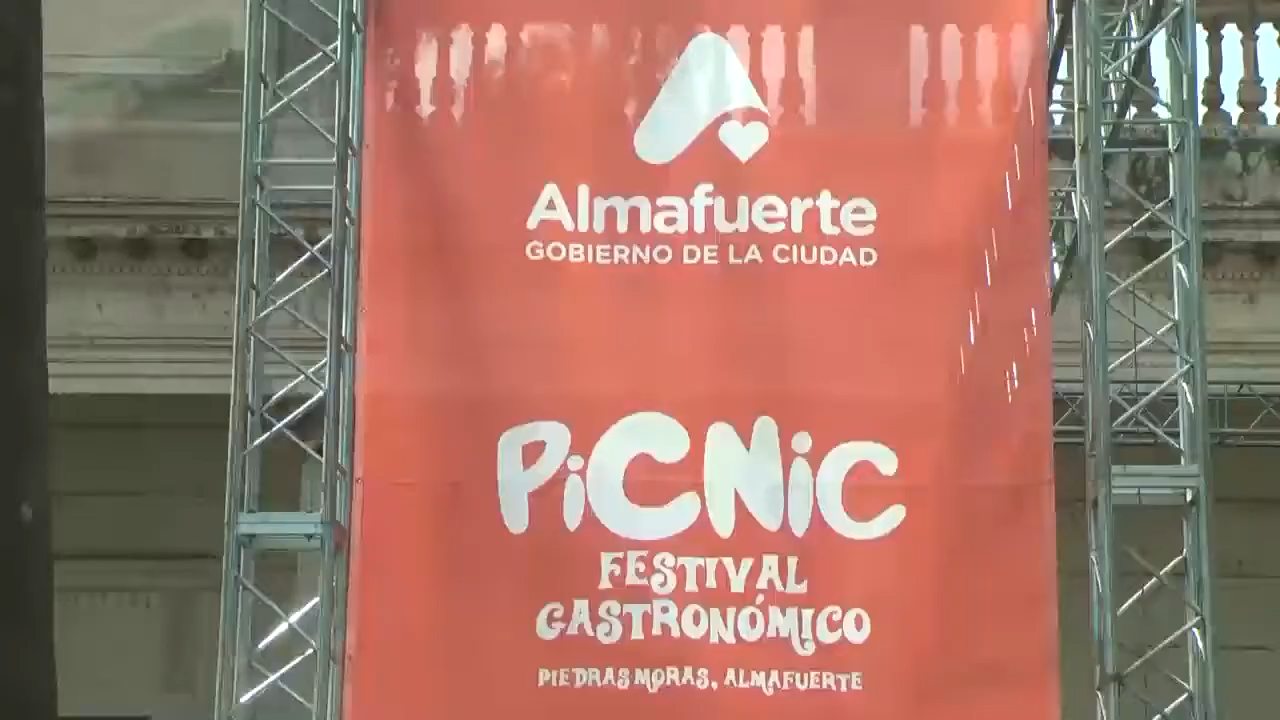 Almafuerte
GOBIERNO DE LA CIUDAD
PiCNiC
FESTIVAL
GASTRONÓMICO
PIEDRAS MORAS, ALMAFUERTE